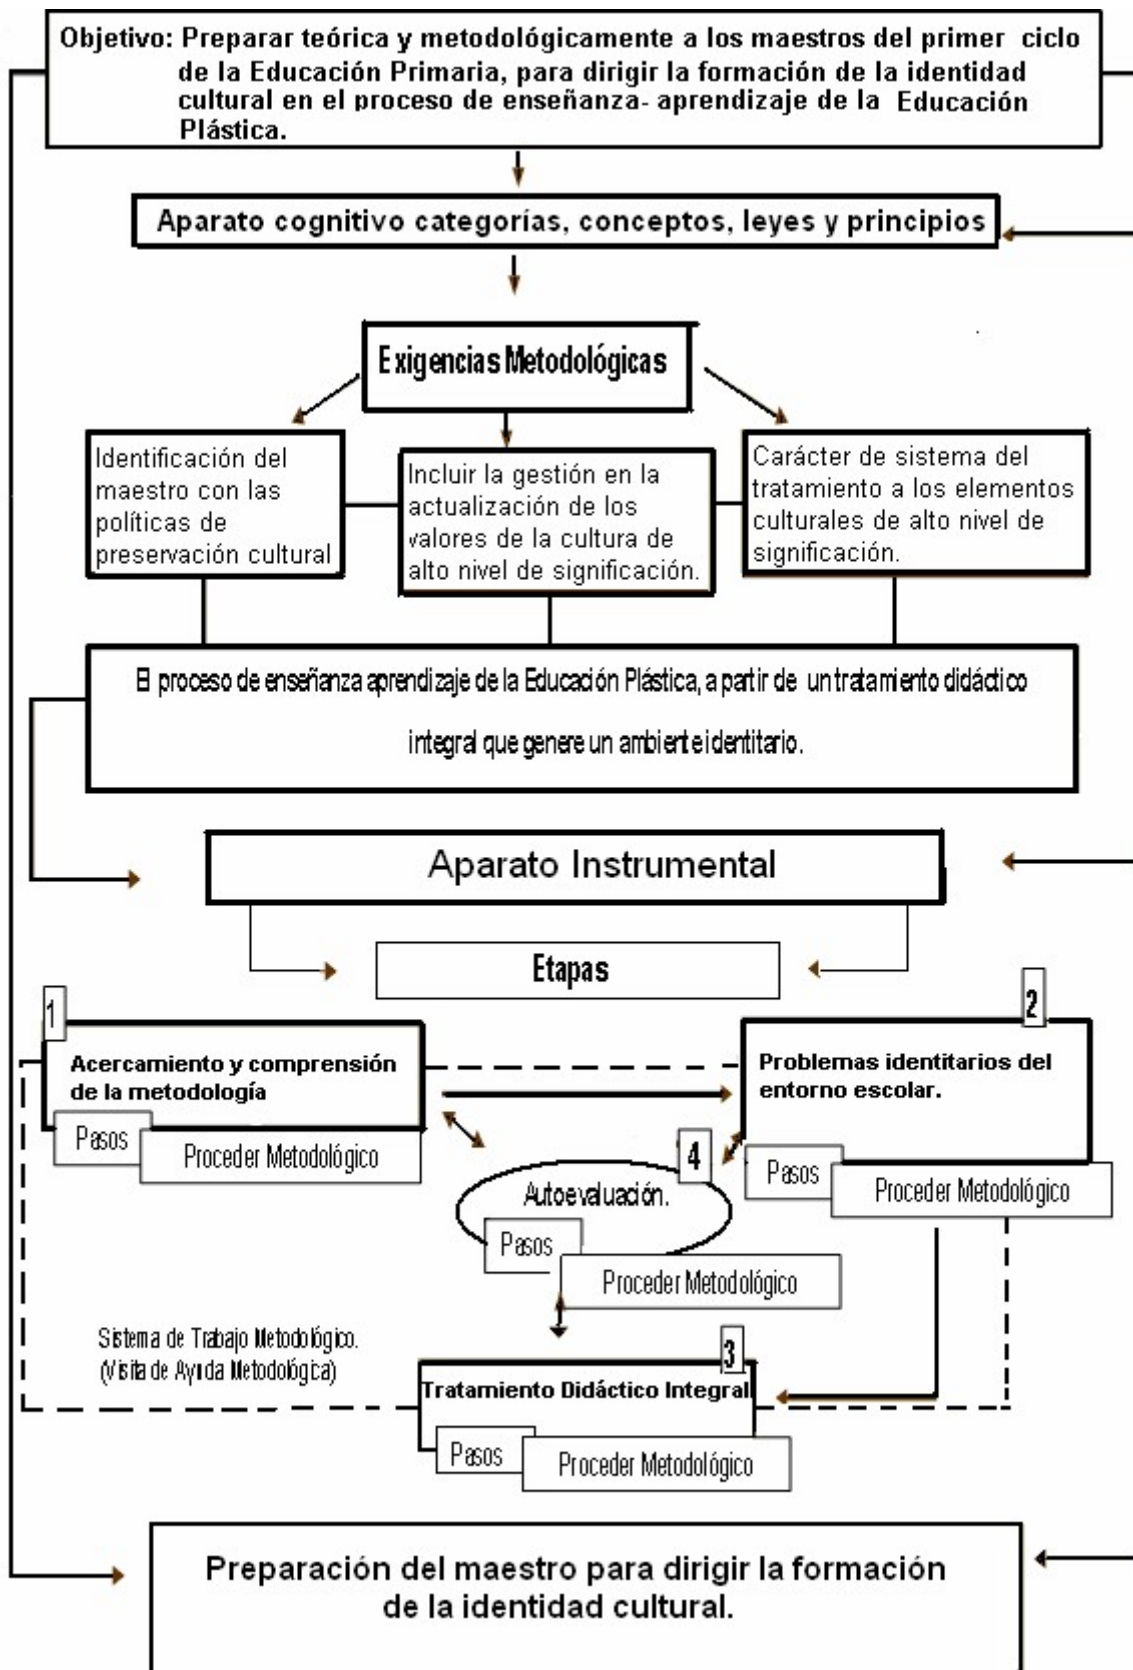 Objetivo: Preparar teórica y metodológicamente a los maestros del primer ciclo
de la Educación Primaria, para dirigir la formación de la identidad
cultural en el proceso de enseñanza- aprendizaje de la Educación
Plástica.
Aparato cognitivo categorías, conceptos, leyes y principios
Exigencias Metodológicas
Identificación del
maestro con las
políticas de
preservación cultural
Incluir la gestión en la
actualización de los
valores de la cultura de
alto nivel de significación.
Carácter de sistema del
tratamiento a los elementos
culturales de alto nivel de
significación.
El proceso de enseñanza aprendizaje de la Educación Plástica, a partir de un tratamiento didáctico
integral que genere un ambiente identitario.
Aparato Instrumental
Etapas
1
Acercamiento y comprensión
de la metodología
Pasos
Proceder Metodológico
2
Problemas identitarios del
entorno escolar.
Pasos
Proceder Metodológico
4
Autoevaluación.
Pasos
Proceder Metodológico
Sistema de Trabajo Metodológico.
(Visita de Ayuda Metodológica)
3
Tratamiento Didáctico Integral
Pasos
Proceder Metodológico
Preparación del maestro para dirigir la formación
de la identidad cultural.